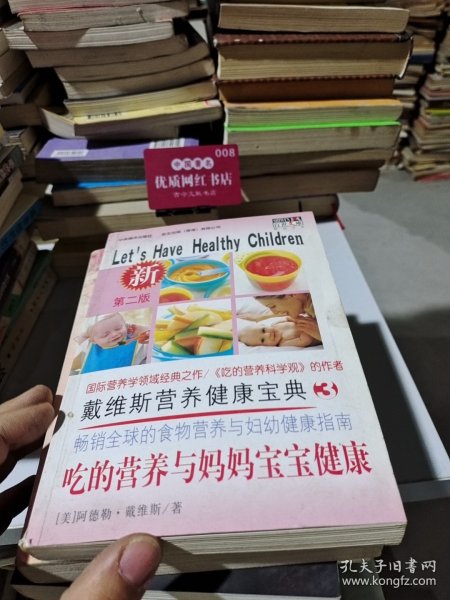 008
中国重书
优质网红书店
Let's Have Healthy Children
新
第二版
国际营养学领域经典之作/《吃的营养科学观》的作者
戴维斯营养健康宝典 3
畅销全球的食物营养与妇幼健康指南
吃的营养与妈妈宝宝健康
[美]阿德勒·戴维斯/著
孔夫子旧书网
www.kongfz.com